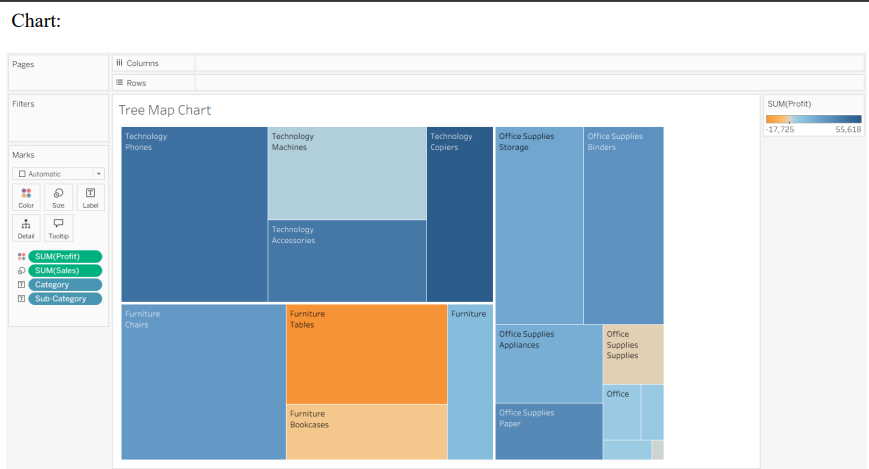 Chart:
Pages
Columns
Rows
Filters
Marks
Automatic
Color
Size
Label
Detail
Tooltip
SUM(Profit)
SUM(Sales)
Category
Sub-Category
Tree Map Chart
Technology
Phones
Technology
Machines
Technology
Accessories
Technology
Copiers
Furniture
Chairs
Furniture
Tables
Furniture
Bookcases
Furniture
Office Supplies
Storage
Office Supplies
Binders
Office Supplies
Appliances
Office
Supplies
Supplies
Office
Office Supplies
Paper
SUM(Profit)
-17,725
55,618